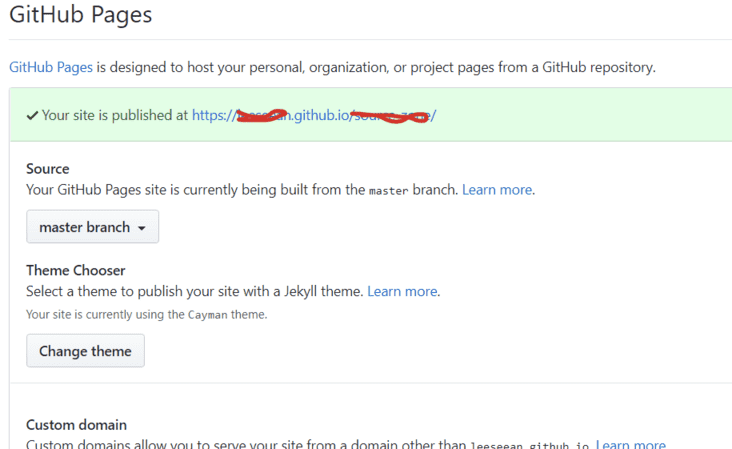 GitHub Pages
GitHub Pages is designed to host your personal, organization, or project pages from a GitHub repository.
✓ Your site is published at https:// n.github.io/ /
Source
Your GitHub Pages site is currently being built from the master branch. Learn more.
master branch
Theme Chooser
Select a theme to publish your site with a Jekyll theme. Learn more.
Your site is currently using the Cayman theme.
Change theme
Custom domain
Custom domains allow you to serve your site from a domain other than leeseean.github.io. Learn more.